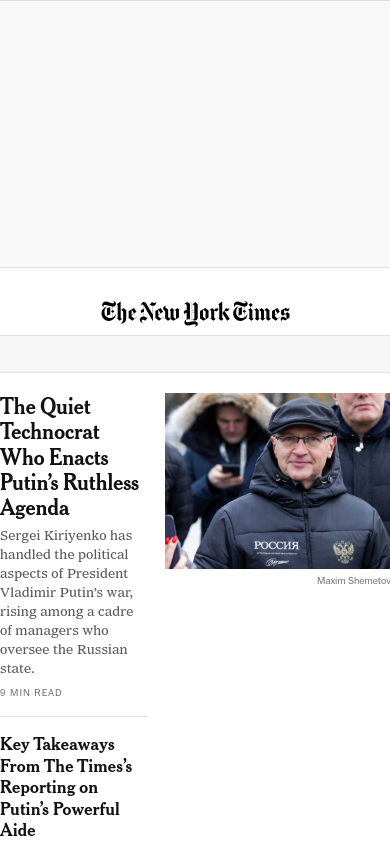 The New York Times
The Quiet
Technocrat
Who Enacts
Putin’s Ruthless
Agenda
Sergei Kiriyenko has
handled the political
aspects of President
Vladimir Putin’s war,
rising among a cadre
of managers who
oversee the Russian
state.
9 MIN READ
РОССИЯ
Maxim Shemetov
Key Takeaways
From The Times’s
Reporting on
Putin’s Powerful
Aide